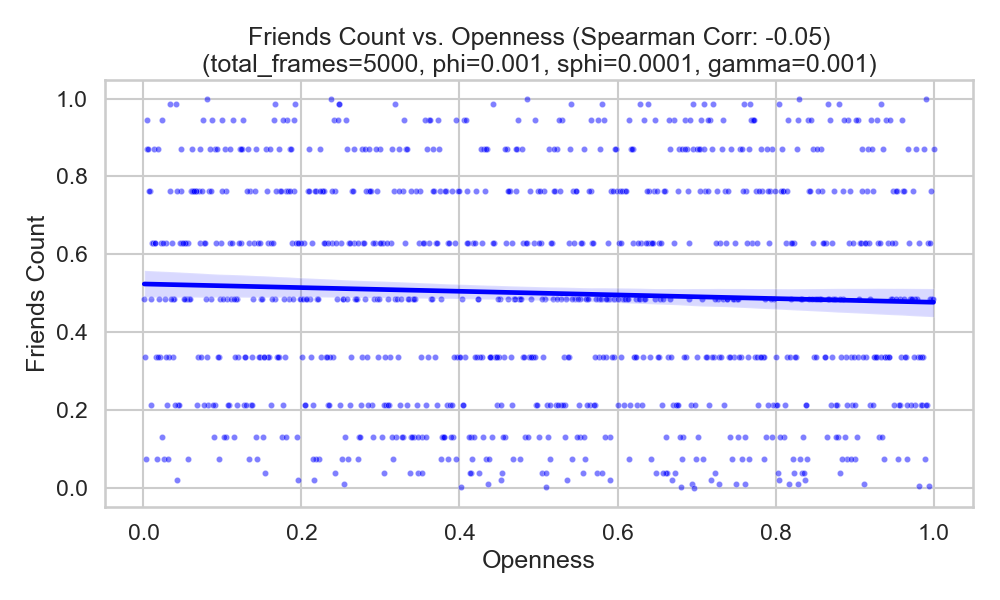 Friends Count vs. Openness (Spearman Corr: -0.05)
(total_frames=5000, phi=0.001, sphi=0.0001, gamma=0.001)
1.0
0.8
0.6
0.4
0.2
0.0
Friends Count
0.0 0.2 0.4 0.6 0.8 1.0
Openness